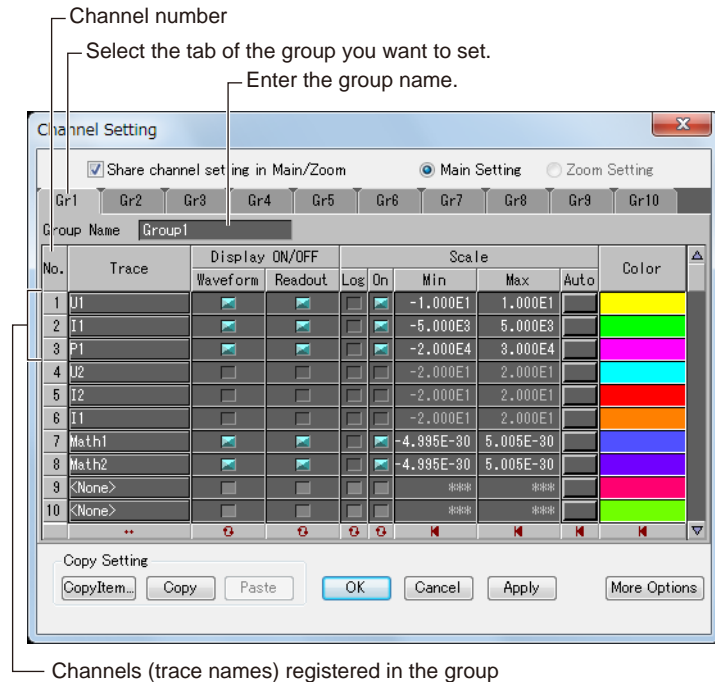 Channel number
Select the tab of the group you want to set.
Enter the group name.
Channel Setting
Share channel setting in Main/Zoom Main Setting Zoom Setting
Gr1 Gr2 Gr3 Gr4 Gr5 Gr6 Gr7 Gr8 Gr9 Gr10
Group Name Group1
No. Trace Display ON/OFF Scale Color
Waveform Readout Log On Min Max Auto
1 U1 -1.000E1 1.000E1
2 I1 -5.000E3 5.000E3
3 P1 -2.000E4 3.000E4
4 U2 -2.000E1 2.000E1
5 I2 -2.000E1 2.000E1
6 I1 -2.000E1 2.000E1
7 Math1 -4.995E-30 5.005E-30
8 Math2 -4.995E-30 5.005E-30
9 <None> *** ***
10 <None> *** ***
Copy Setting
CopyItem... Copy Paste OK Cancel Apply More Options
Channels (trace names) registered in the group